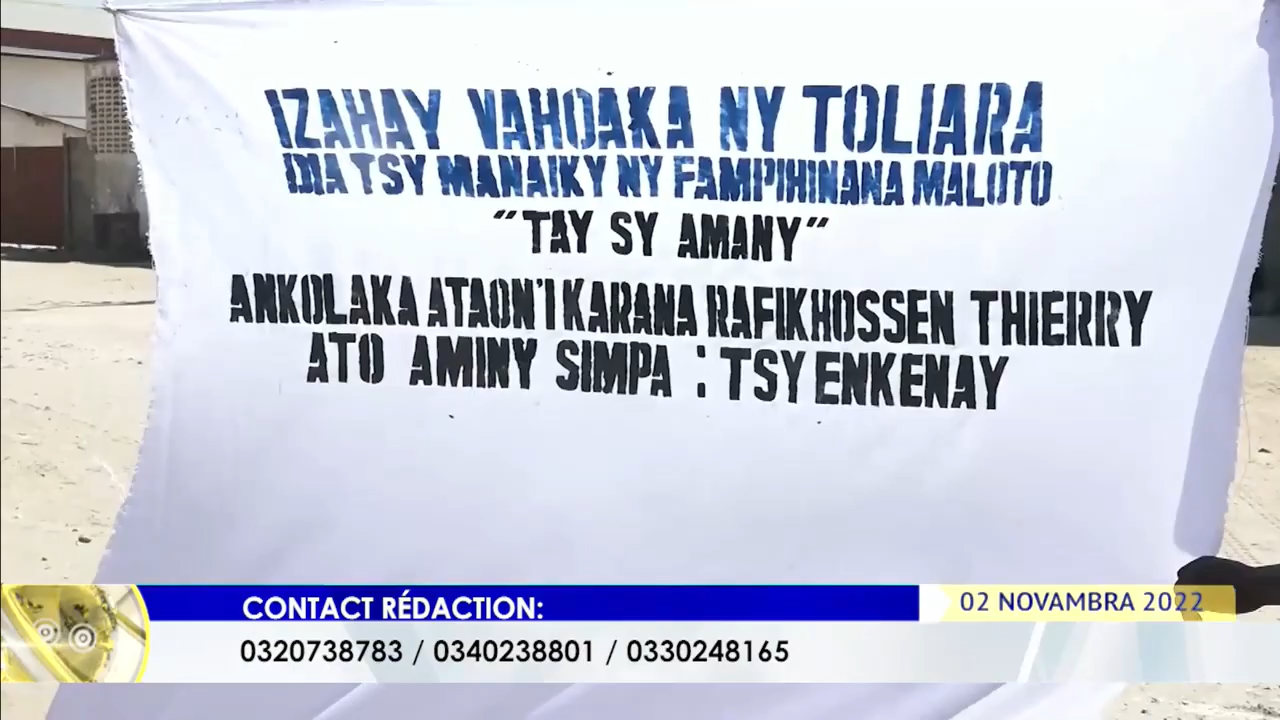 IZAHAY VAHOAKA NY TOLIARA
IDIA TSY MANAIKY NY FAMPIHINANA MALOTO
"TAY SY AMANY"
ANKOLAKA ATAON'I KARANA RAFIKHOSSEN THIERRY
ATO AMINY SIMPA : TSY ENKENAY
CONTACT RÉDACTION:
02 NOVAMBRA 2022
0320738783 / 0340238801 / 0330248165